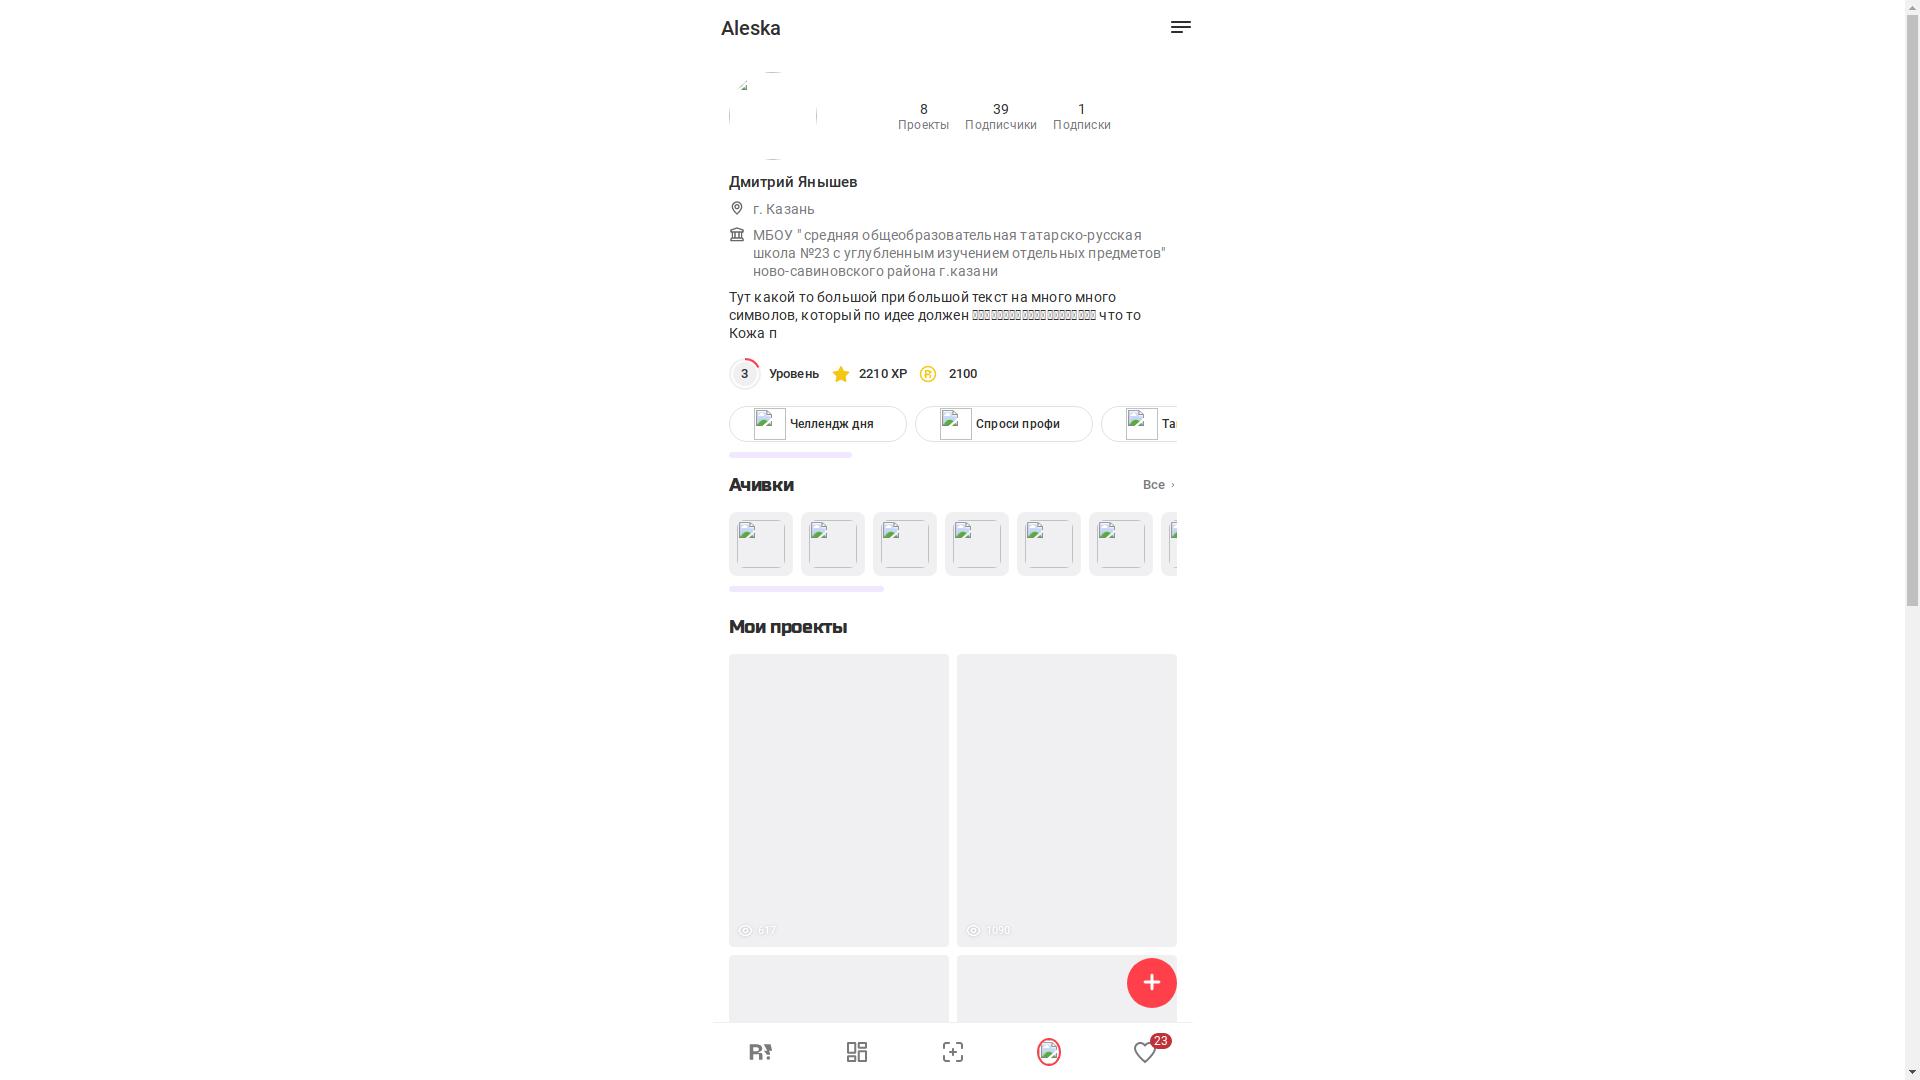 Aleska
8
39
1
Проекты
Подписчики
Подписки
Дмитрий Янышев
г. Казань
МБОУ "средняя общеобразовательная татарско-русская
школа №23 с углубленным изучением отдельных предметов"
ново-савиновского района г.казани
Тут какой то большой при большой текст на много много
символов, который по идее должен что то
Кожа п
3
Уровень
2210 XP
2100
Челлендж дня
Спроси профи
Ачивки
Все
Мои проекты
617
1090
R
23